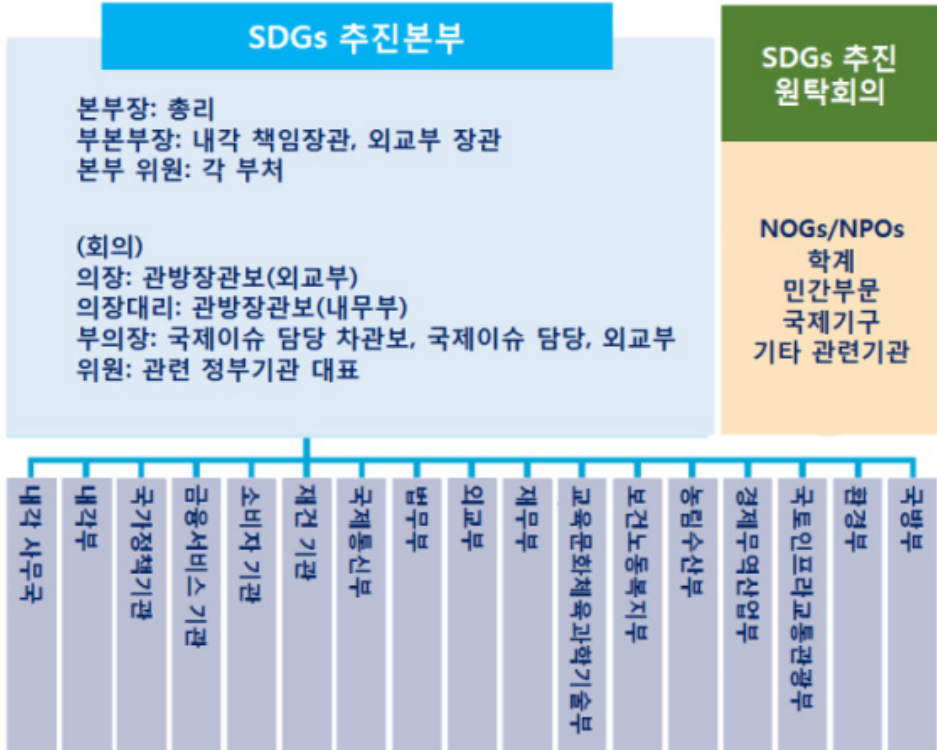 SDGs 추진본부
본부장: 총리
부본부장: 내각 책임장관, 외교부 장관
본부 위원: 각 부처
(회의)
의장: 관방장관보(외교부)
의장대리: 관방장관보(내무부)
부의장: 국제이슈 담당 차관보, 국제이슈 담당, 외교부
위원: 관련 정부기관 대표
SDGs 추진
원탁회의
NOGs/NPOs
학계
민간부문
국제기구
기타 관련기관
내각 사무국
내각부
국가정책기관
금융서비스 기관
소비자 기관
재건 기관
국제통신부
법무부
외교부
재무부
교육문화체육과학기술부
보건노동복지부
농림수산부
경제무역산업부
국토인프라교통관광부
환경부
국방부